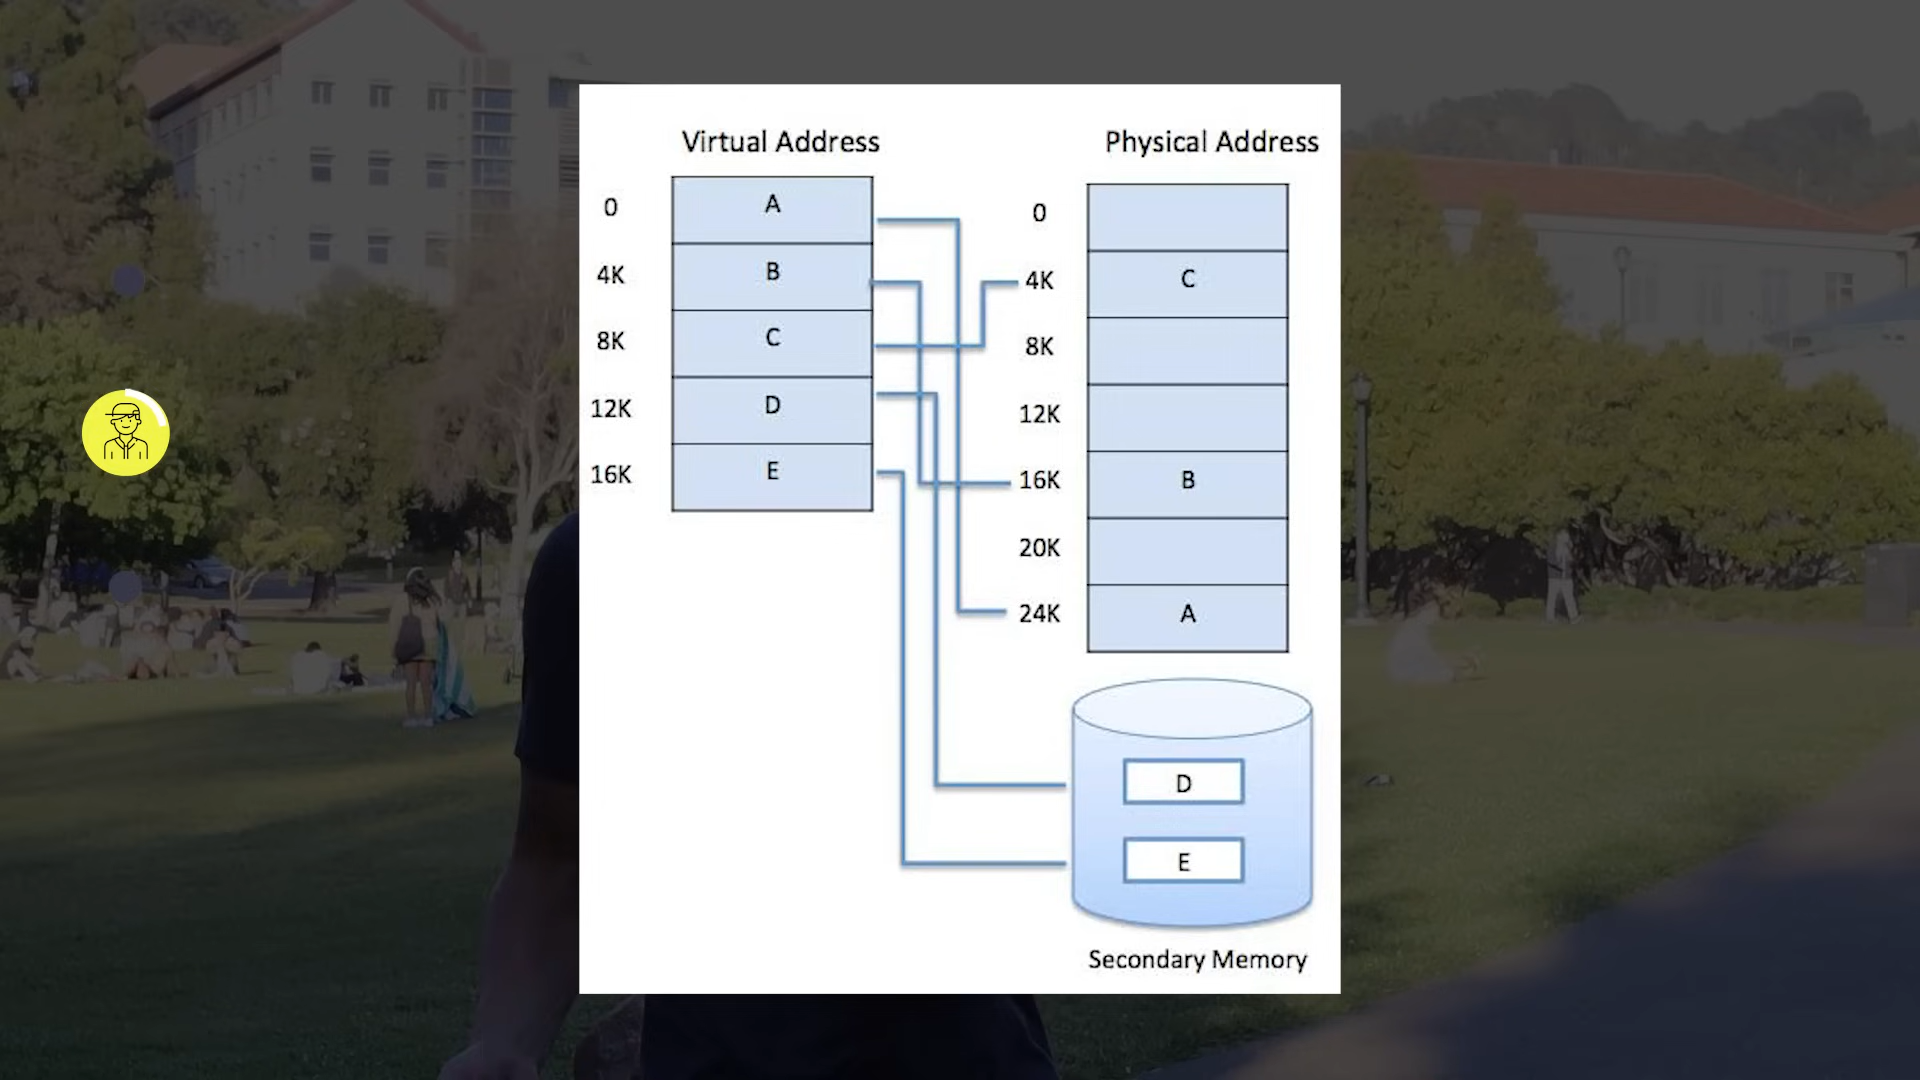 Virtual Address
Physical Address
0
A
4K
B
8K
C
12K
D
16K
E
0
4K
C
8K
12K
16K
B
20K
24K
A
D
E
Secondary Memory